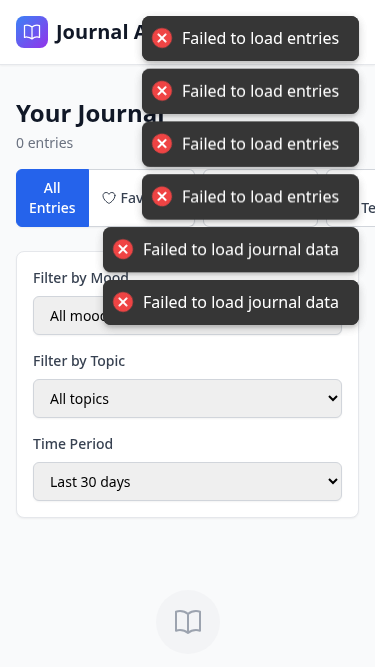 Journal A
Failed to load entries
Failed to load entries
Your Journal
0 entries
Failed to load entries
All
Entries
♡ Fav
Failed to load entries
Te
Failed to load journal data
Filter by Mood
Failed to load journal data
All mood
Filter by Topic
All topics
Time Period
Last 30 days